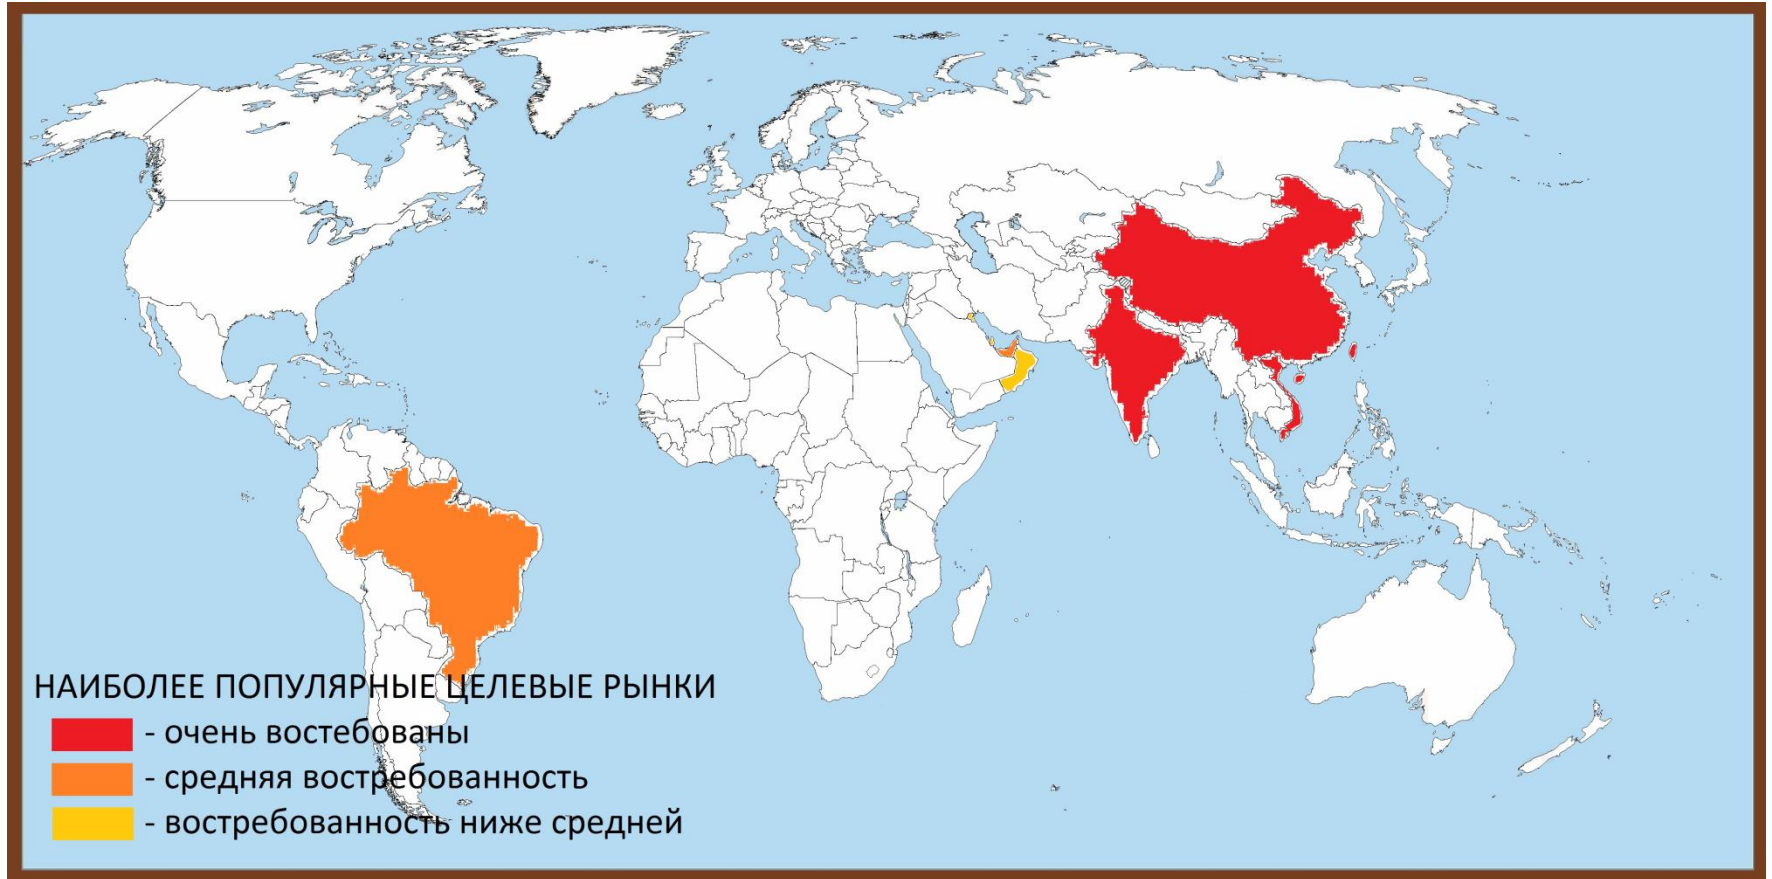 НАИБОЛЕЕ ПОПУЛЯРНЫЕ ЦЕЛЕВЫЕ РЫНКИ
- очень востебованы
- средняя востребованность
- востребованность ниже средней